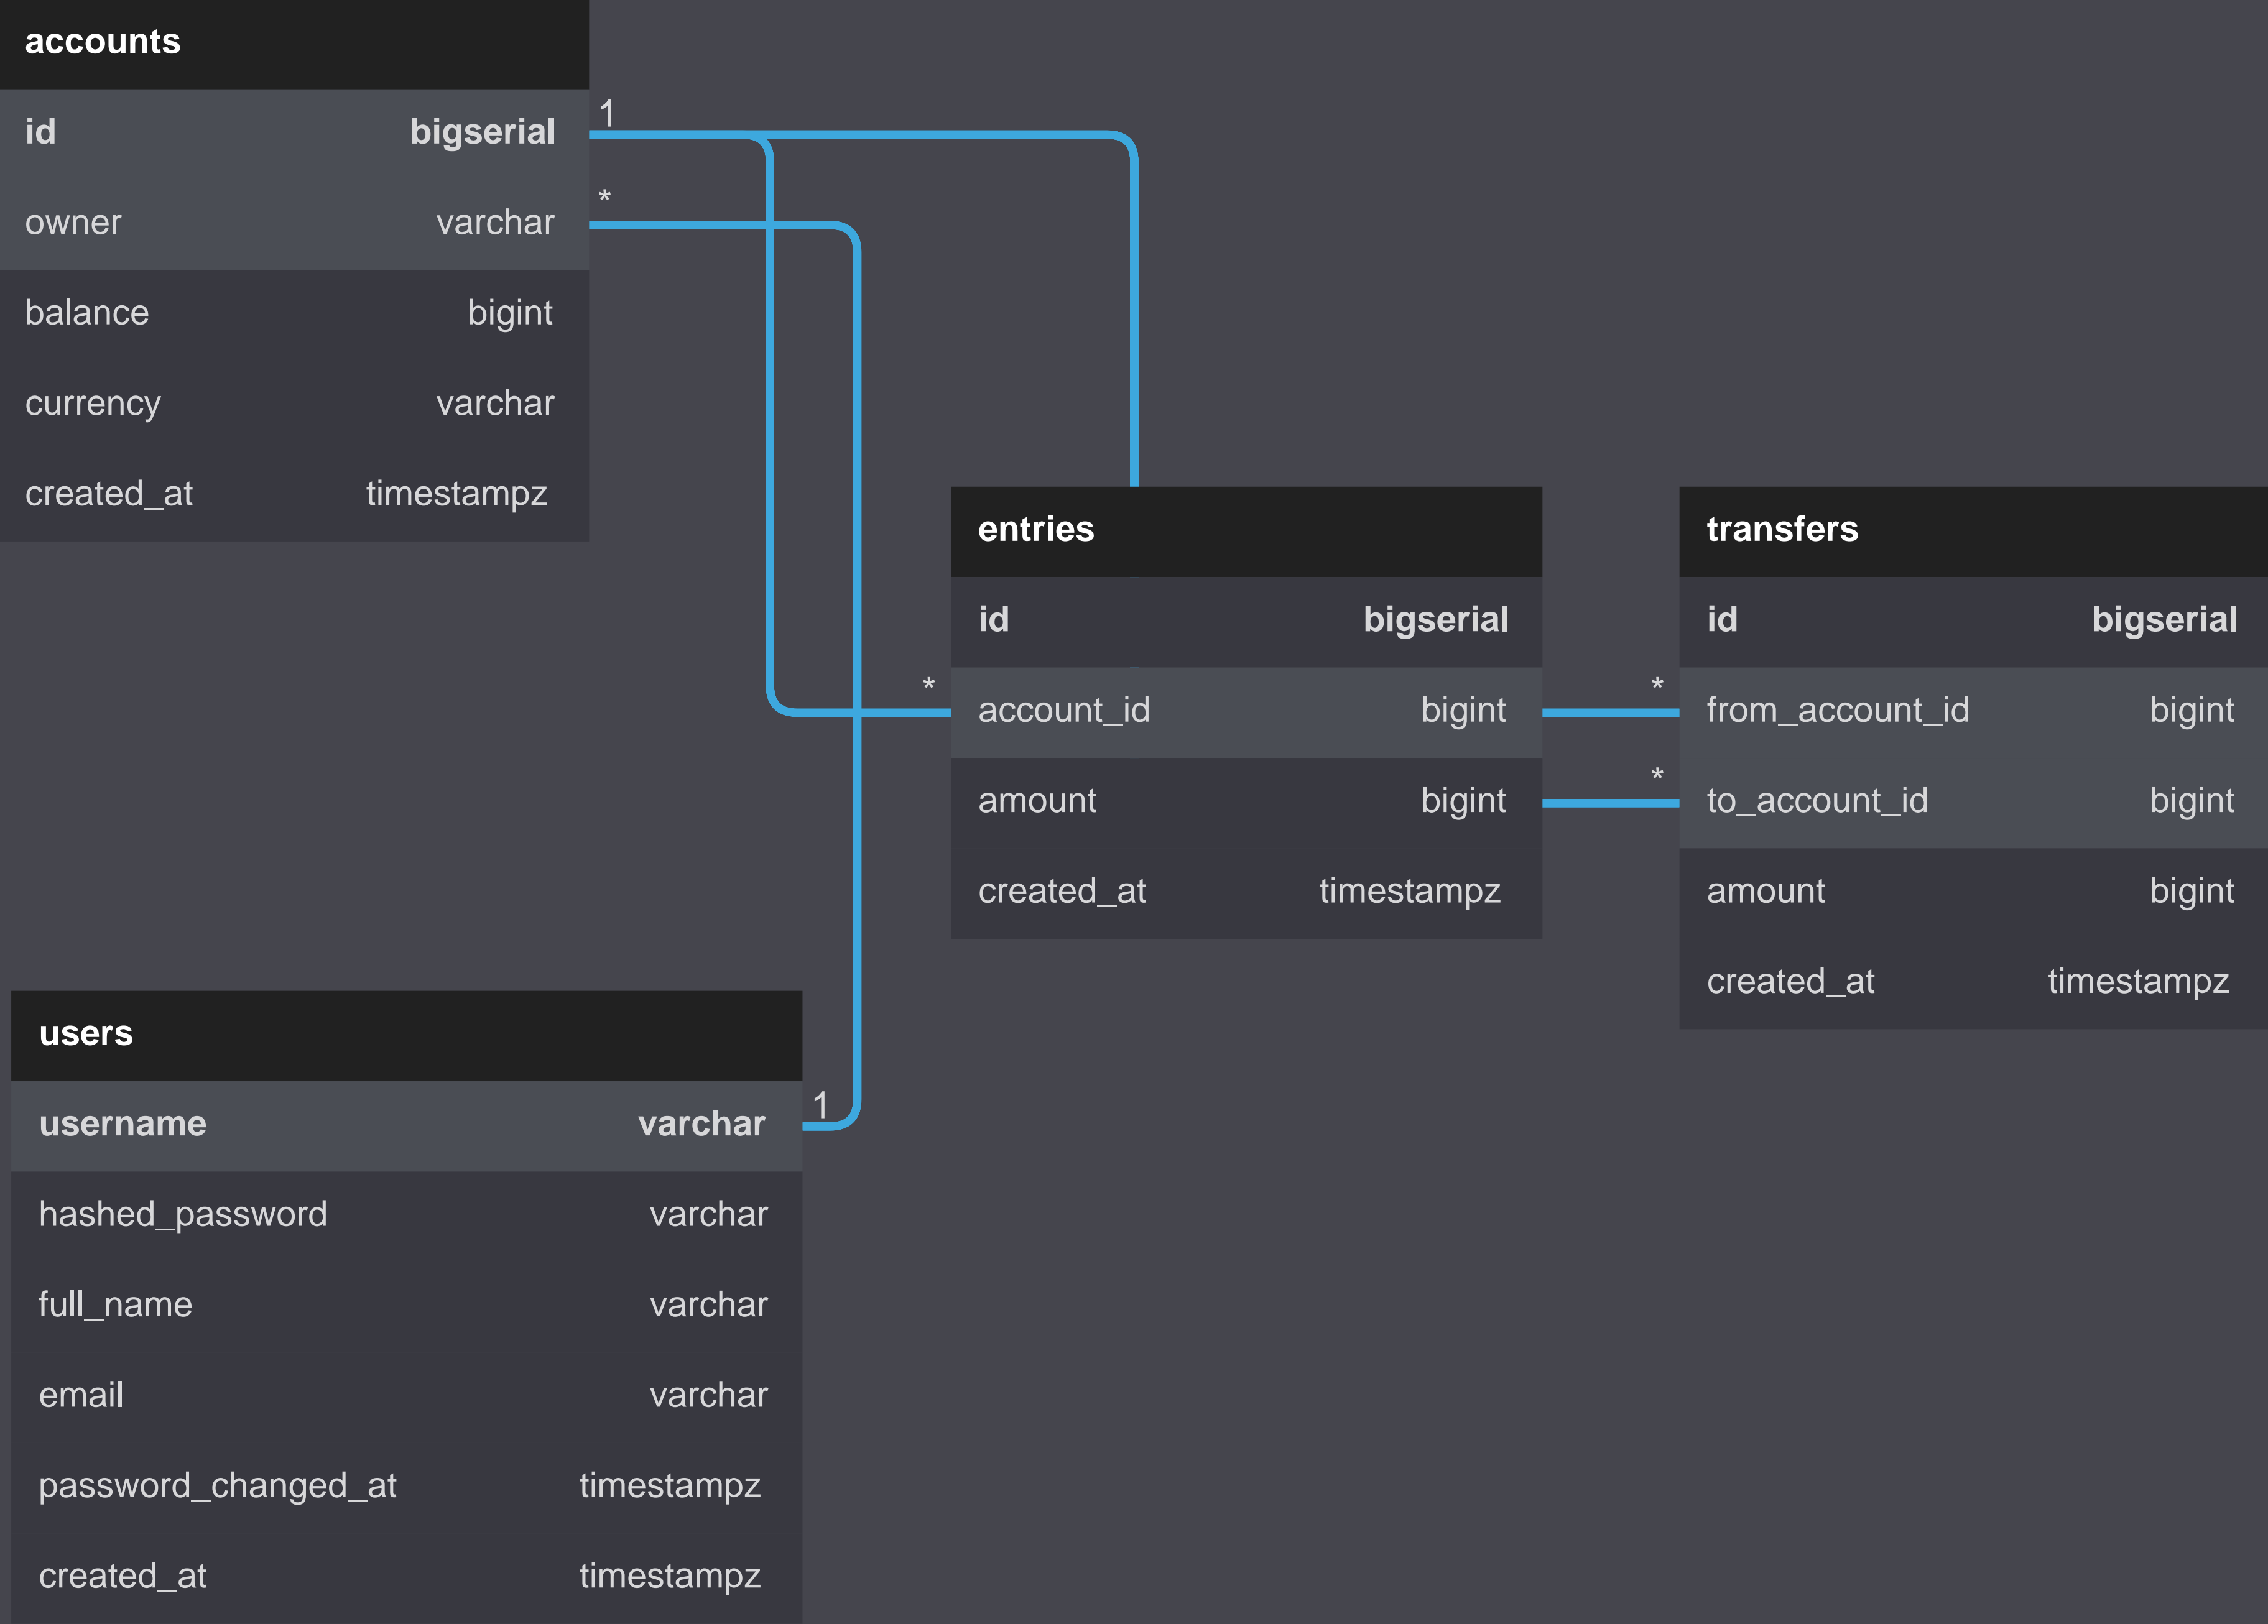 accounts
id bigserial
owner varchar
balance bigint
currency varchar
created_at timestampz
1
*
entries
id bigserial
account_id bigint
amount bigint
created_at timestampz
*
transfers
id bigserial
from_account_id bigint
to_account_id bigint
amount bigint
created_at timestampz
*
*
users
username varchar
hashed_password varchar
full_name varchar
email varchar
password_changed_at timestampz
created_at timestampz
1